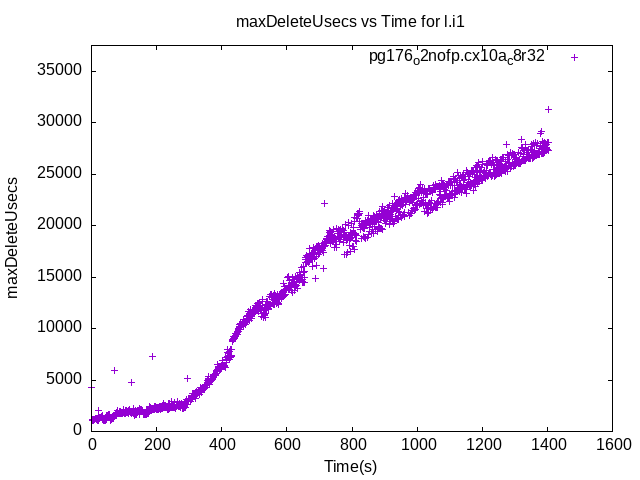 maxDeleteUsecs vs Time for l.i1
pg176o2nofp.cx10ac8r32
35000
30000
25000
20000
15000
10000
5000
0
maxDeleteUsecs
0 200 400 600 800 1000 1200 1400 1600
Time(s)